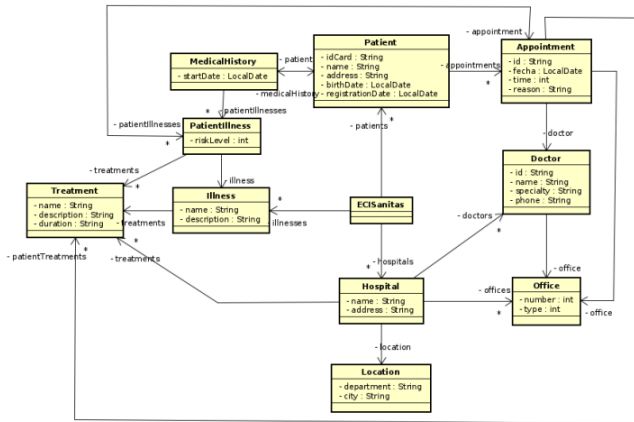 - appointment
Patient
- idCard : String
- name : String
- address : String
- birthDate : LocalDate
- registrationDate : LocalDate
Appointment
- id : String
- fecha : LocalDate
- time : int
- reason : String
MedicalHistory
- startDate : LocalDate
- patient
- medicalHistory
- appointments
*
* - patientIllnesses
- patientIllnesses
*
PatientIllness
- riskLevel : int
*
- patients
- doctor
- treatments
*
- illness
Doctor
- id : String
- name : String
- specialty : String
- phone : String
Treatment
- name : String
- description : String
- duration : String
Illness
- name : String
- description : String
ECISanitas
*
- illnesses
- treatments
*
- doctors
*
- patientTreatments
*
*
- treatments
- hospitals
*
- office
Hospital
- name : String
- address : String
- offices
*
Office
- number : int
- type : int
- office
- location
Location
- department : String
- city : String